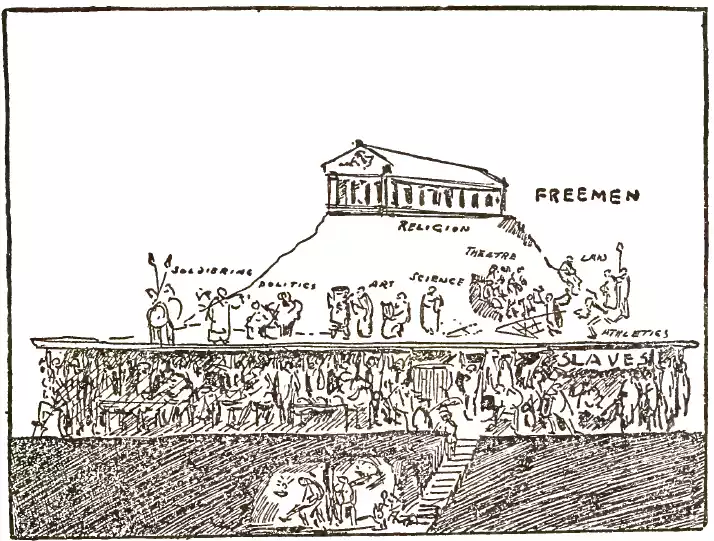 FREEMEN
RELIGION
THEATRE
LAW
SOLDIERING
POLITICS
ART
SCIENCE
ATHLETICS
SLAVES